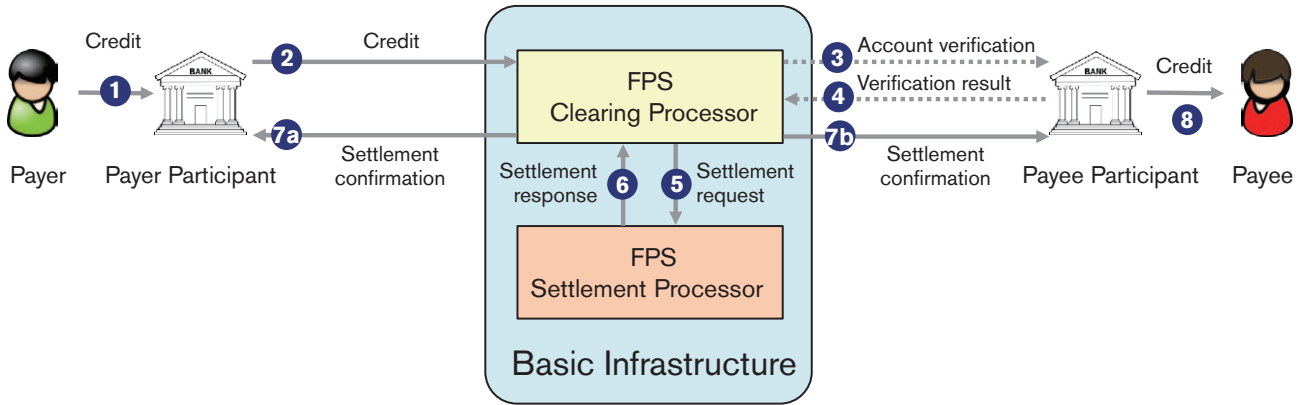 Credit
1
BANK
2
Credit
FPS
Clearing Processor
3
Account verification
4
Verification result
BANK
Credit
8
7a
Settlement
confirmation
7b
Settlement
confirmation
Payer
Payer Participant
Settlement
response
6
5
Settlement
request
Payee Participant
Payee
FPS
Settlement Processor
Basic Infrastructure